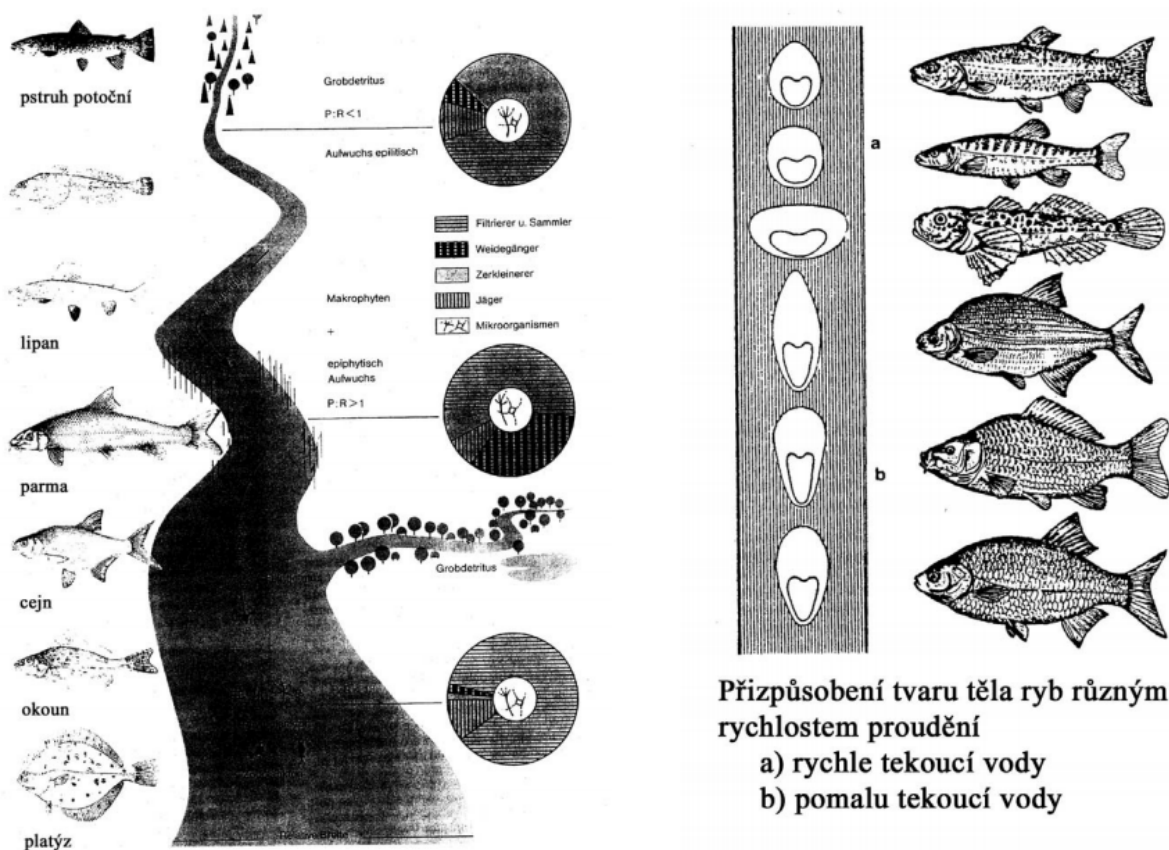 pstruh potoční
lipan
parma
cejn
okoun
platýz
Grobdetritus
P:R<1
Aufwuchs epilitisch
Filtrierer u. Sammler
Weidegänger
Zerkleinerer
Jäger
Mikroorganismen
Makrophyten
+
epiphytisch
Aufwuchs
P:R>1
Grobdetritus
a
b
Přizpůsobení tvaru těla ryb různým
rychlostem proudění
a) rychle tekoucí vody
b) pomalu tekoucí vody